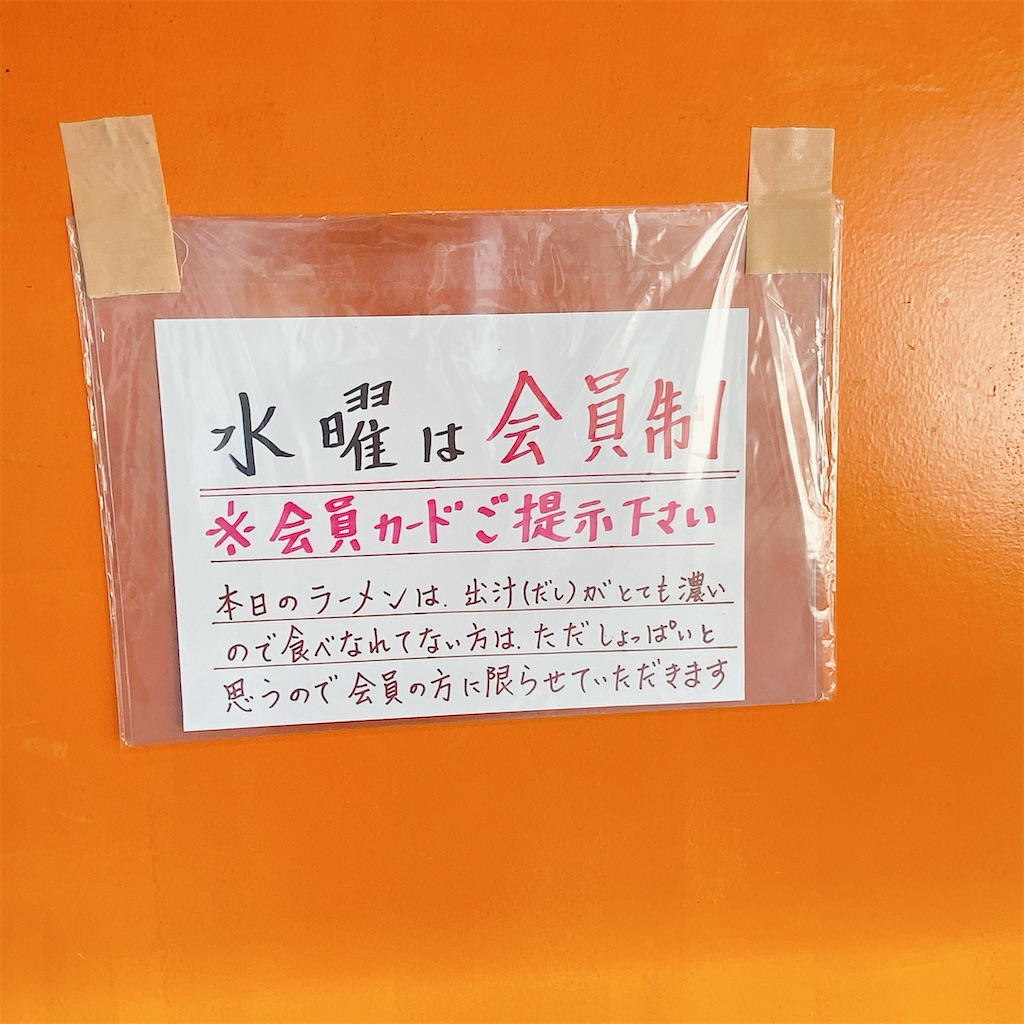 水曜は会員制
※会員カードご提示下さい
本日のラーメンは、出汁(だし)がとても濃い
ので食べなれてない方は、ただしょっぱいと
思うので会員の方に限らせていただきます